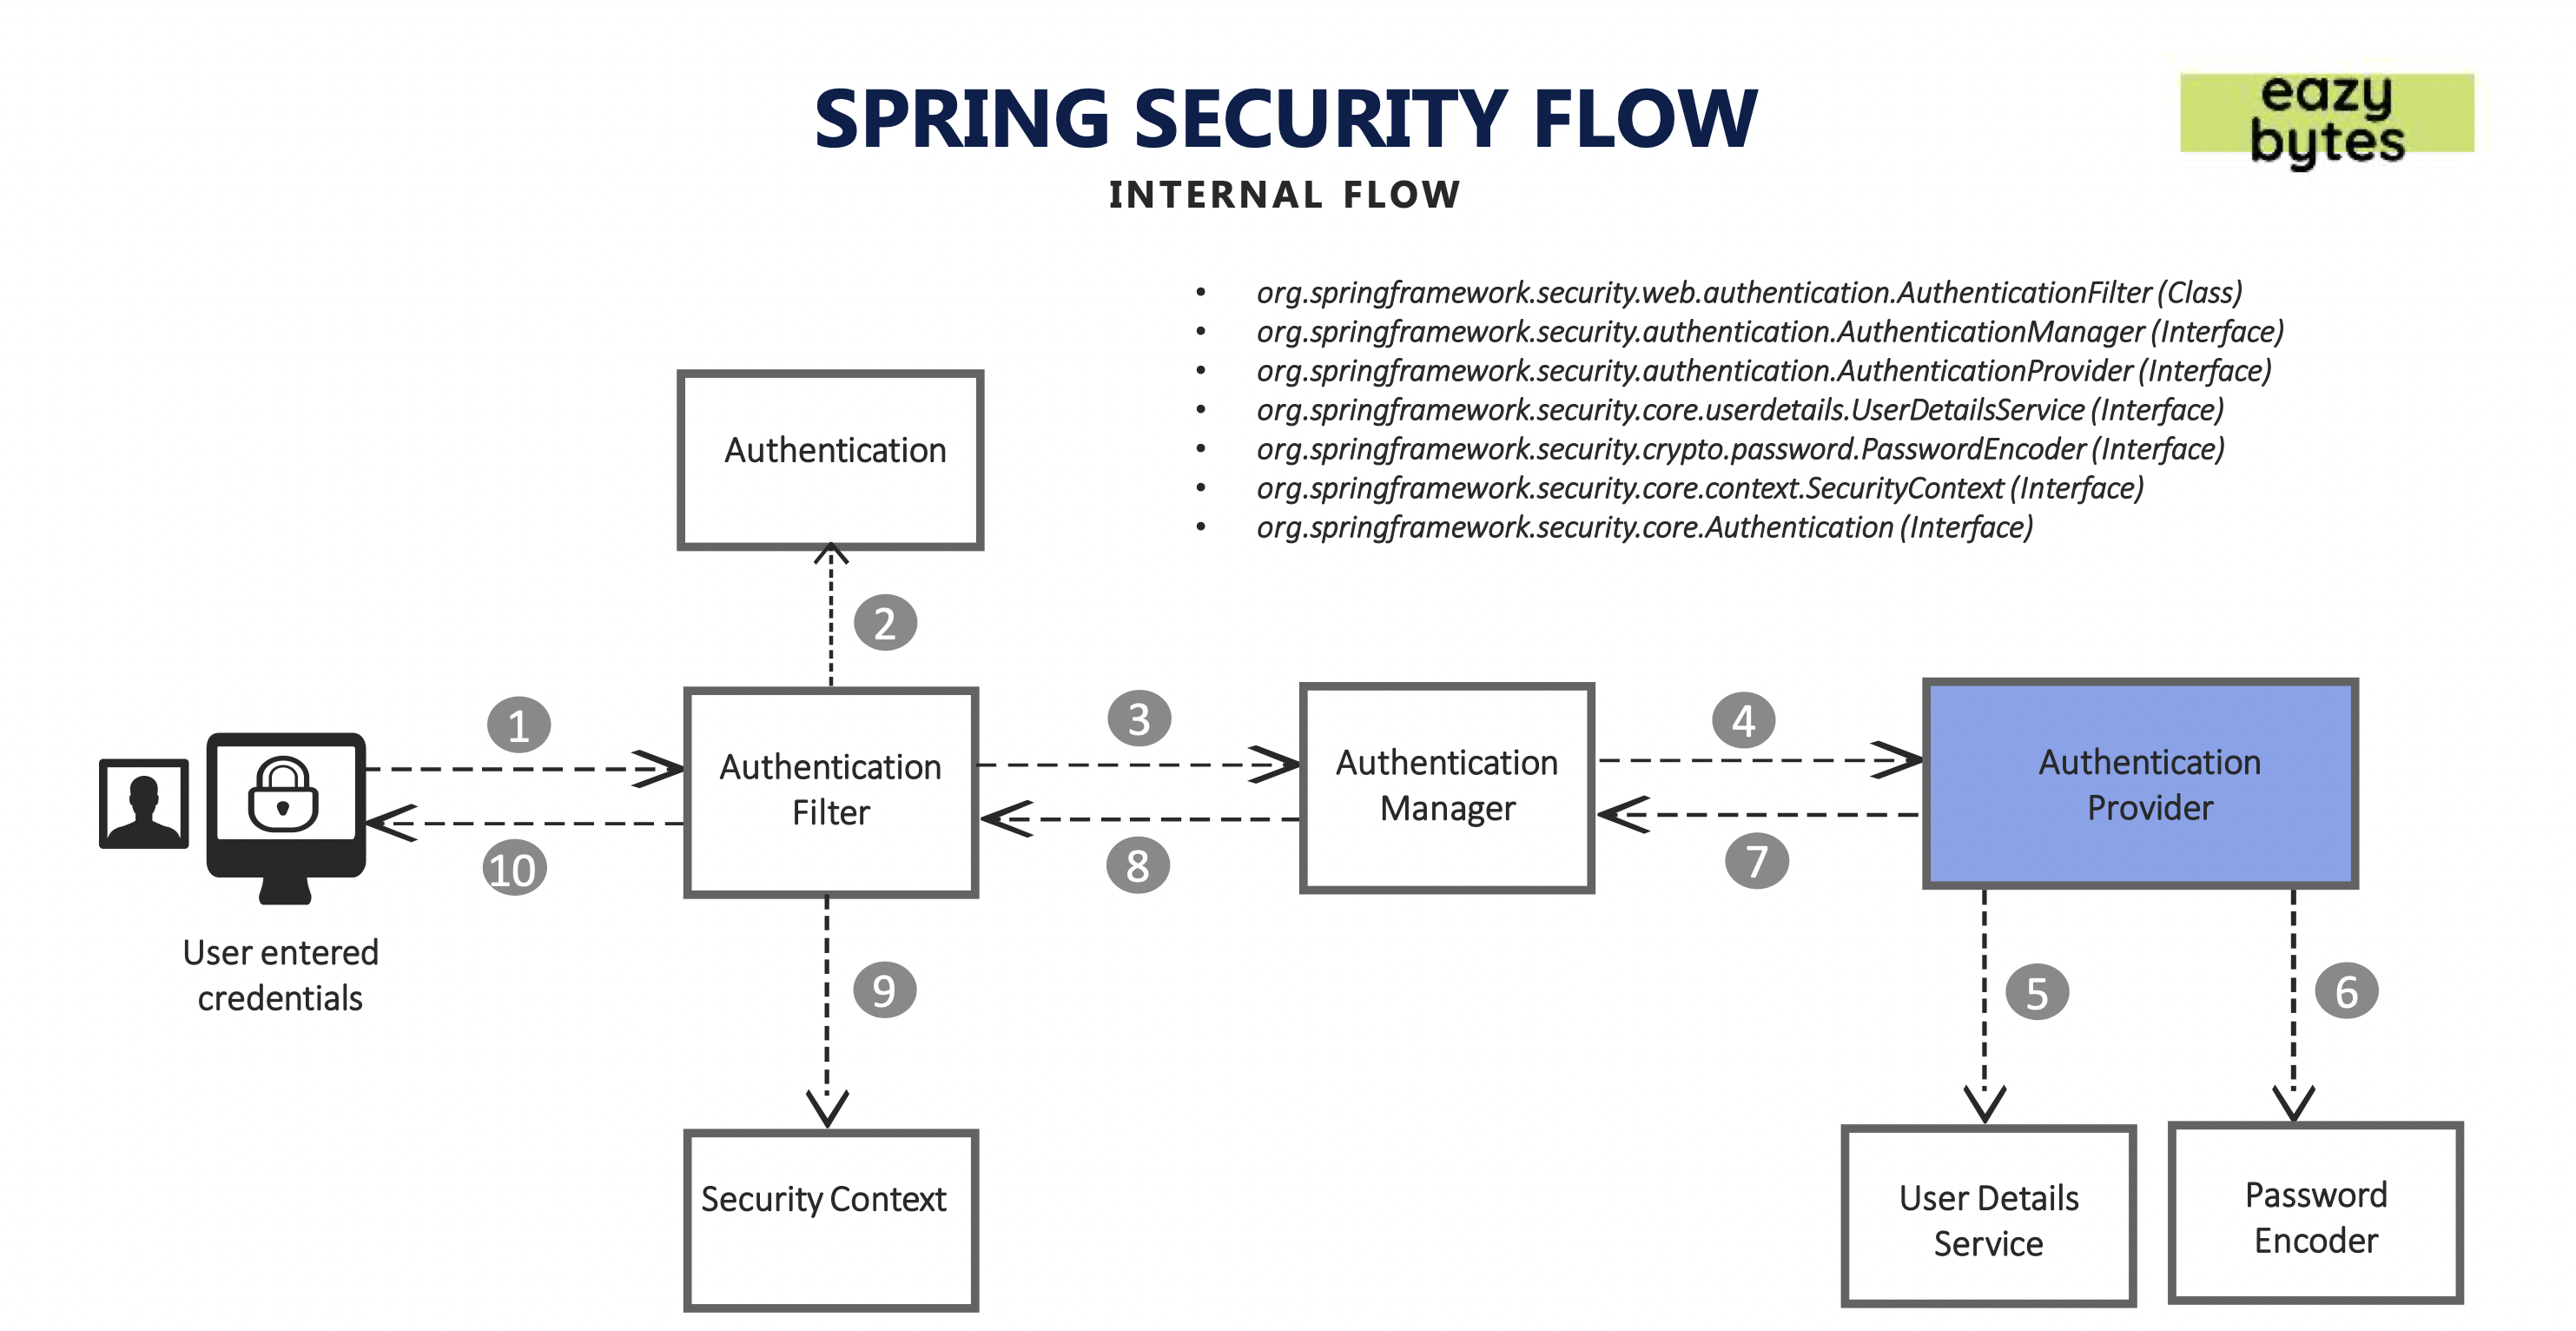 SPRING SECURITY FLOW
INTERNAL FLOW
eazy
bytes
• org.springframework.security.web.authentication.AuthenticationFilter (Class)
• org.springframework.security.authentication.AuthenticationManager (Interface)
• org.springframework.security.authentication.AuthenticationProvider (Interface)
• org.springframework.security.core.userdetails.UserDetailsService (Interface)
• org.springframework.security.crypto.password.PasswordEncoder (Interface)
• org.springframework.security.core.context.SecurityContext (Interface)
• org.springframework.security.core.Authentication (Interface)
Authentication
2
1
3
4
Authentication
Filter
Authentication
Manager
Authentication
Provider
10
8
7
User entered
credentials
9
5
6
Security Context
User Details
Service
Password
Encoder